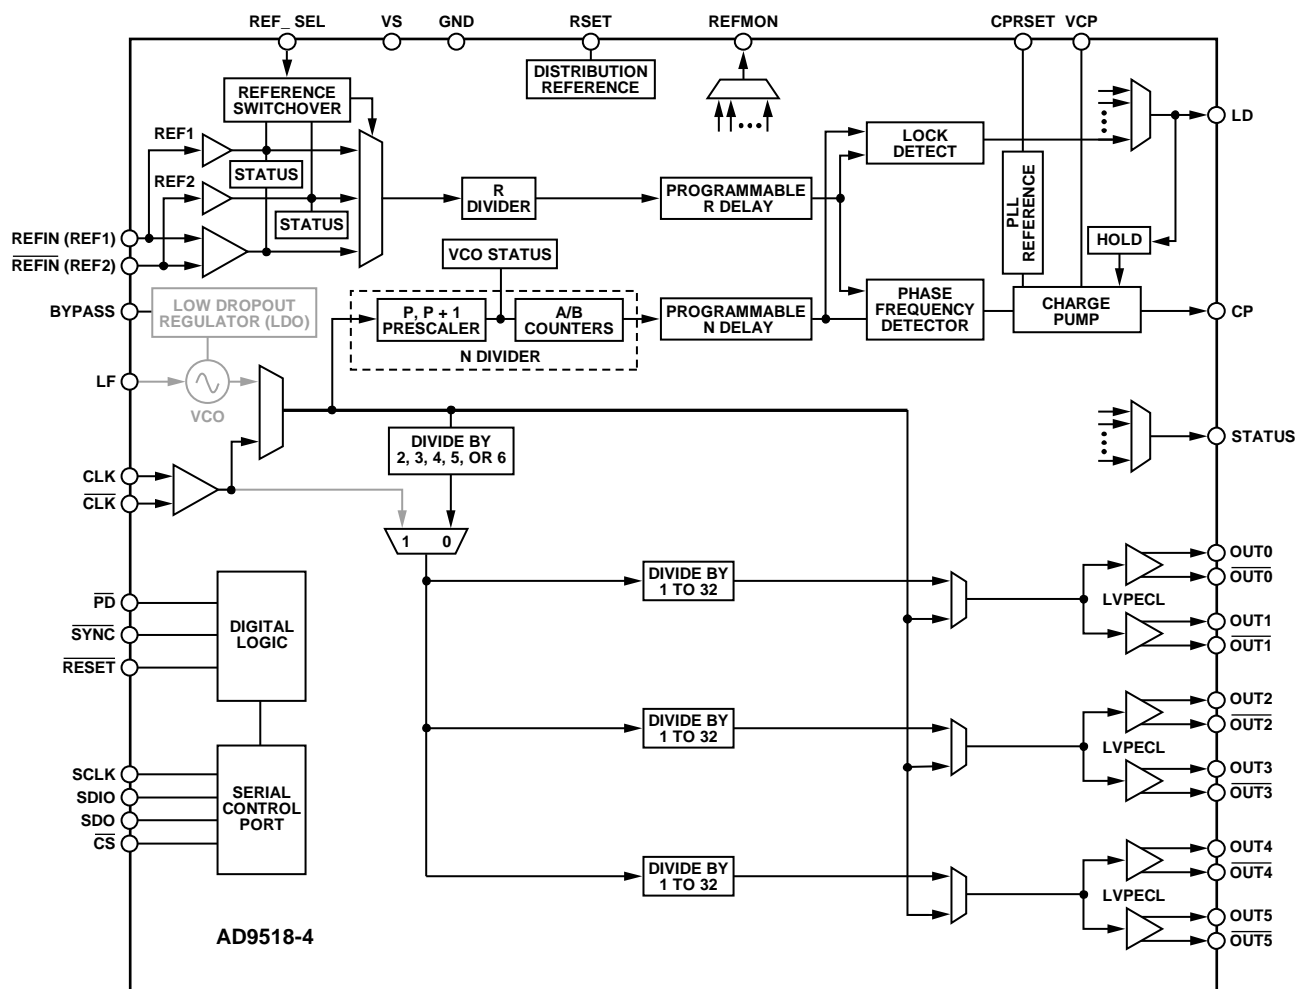 REF_ SEL
VS
GND
RSET
REFMON
CPRSET
VCP
REFERENCE
SWITCHOVER
DISTRIBUTION
REFERENCE
LD
REF1
STATUS
REF2
STATUS
R
DIVIDER
PROGRAMMABLE
R DELAY
LOCK
DETECT
PLL
REFERENCE
HOLD
REFIN (REF1)
REFIN (REF2)
VCO STATUS
BYPASS
LOW DROPOUT
REGULATOR (LDO)
P, P + 1
PRESCALER
A/B
COUNTERS
N DIVIDER
PROGRAMMABLE
N DELAY
PHASE
FREQUENCY
DETECTOR
CHARGE
PUMP
CP
LF
VCO
STATUS
DIVIDE BY
2, 3, 4, 5, OR 6
CLK
CLK
1 0
PD
SYNC
RESET
DIGITAL
LOGIC
DIVIDE BY
1 TO 32
LVPECL
OUT0
OUT0
OUT1
OUT1
DIVIDE BY
1 TO 32
LVPECL
OUT2
OUT2
OUT3
OUT3
SCLK
SDIO
SDO
CS
SERIAL
CONTROL
PORT
DIVIDE BY
1 TO 32
LVPECL
OUT4
OUT4
OUT5
OUT5
AD9518-4